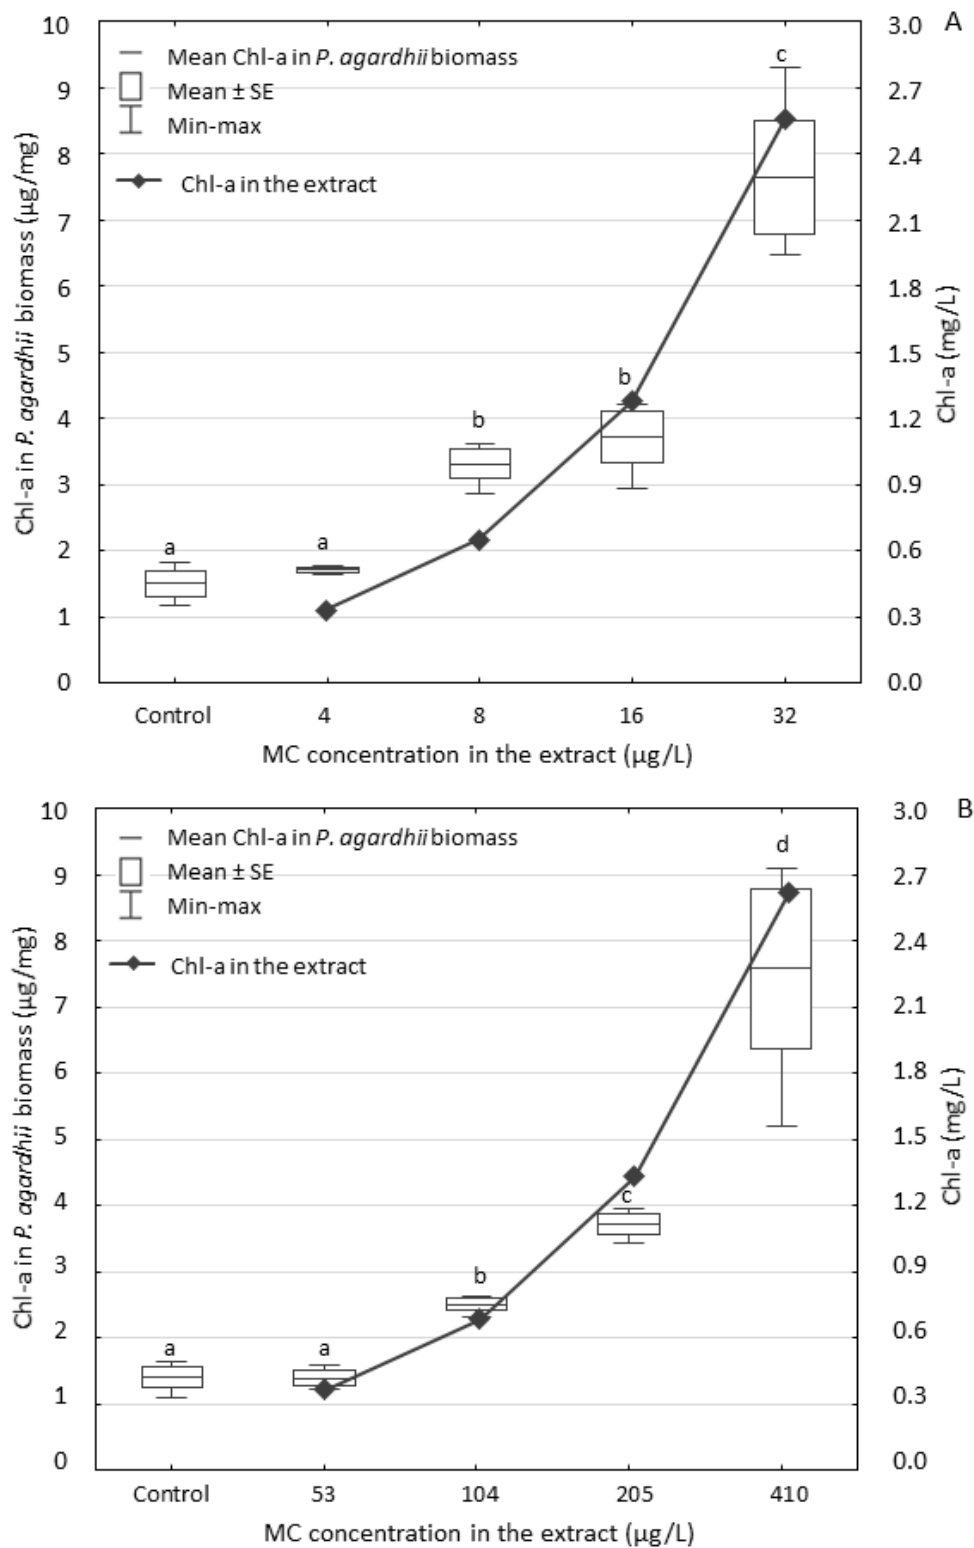 A
10
9
8
7
6
5
4
3
2
1
0
Chl-a in P. agardhii biomass (µg/mg)
Mean Chl-a in P. agardhii biomass
Mean ± SE
Min-max
Chl-a in the extract
a
a
b
b
c
3.0
2.7
2.4
2.1
1.8
1.5
1.2
0.9
0.6
0.3
0.0
Chl-a (mg/L)
Control 4 8 16 32
MC concentration in the extract (µg/L)
B
10
9
8
7
6
5
4
3
2
1
0
Chl-a in P. agardhii biomass (µg/mg)
Mean Chl-a in P. agardhii biomass
Mean ± SE
Min-max
Chl-a in the extract
a
a
b
c
d
3.0
2.7
2.4
2.1
1.8
1.5
1.2
0.9
0.6
0.3
0.0
Chl-a (mg/L)
Control 53 104 205 410
MC concentration in the extract (µg/L)